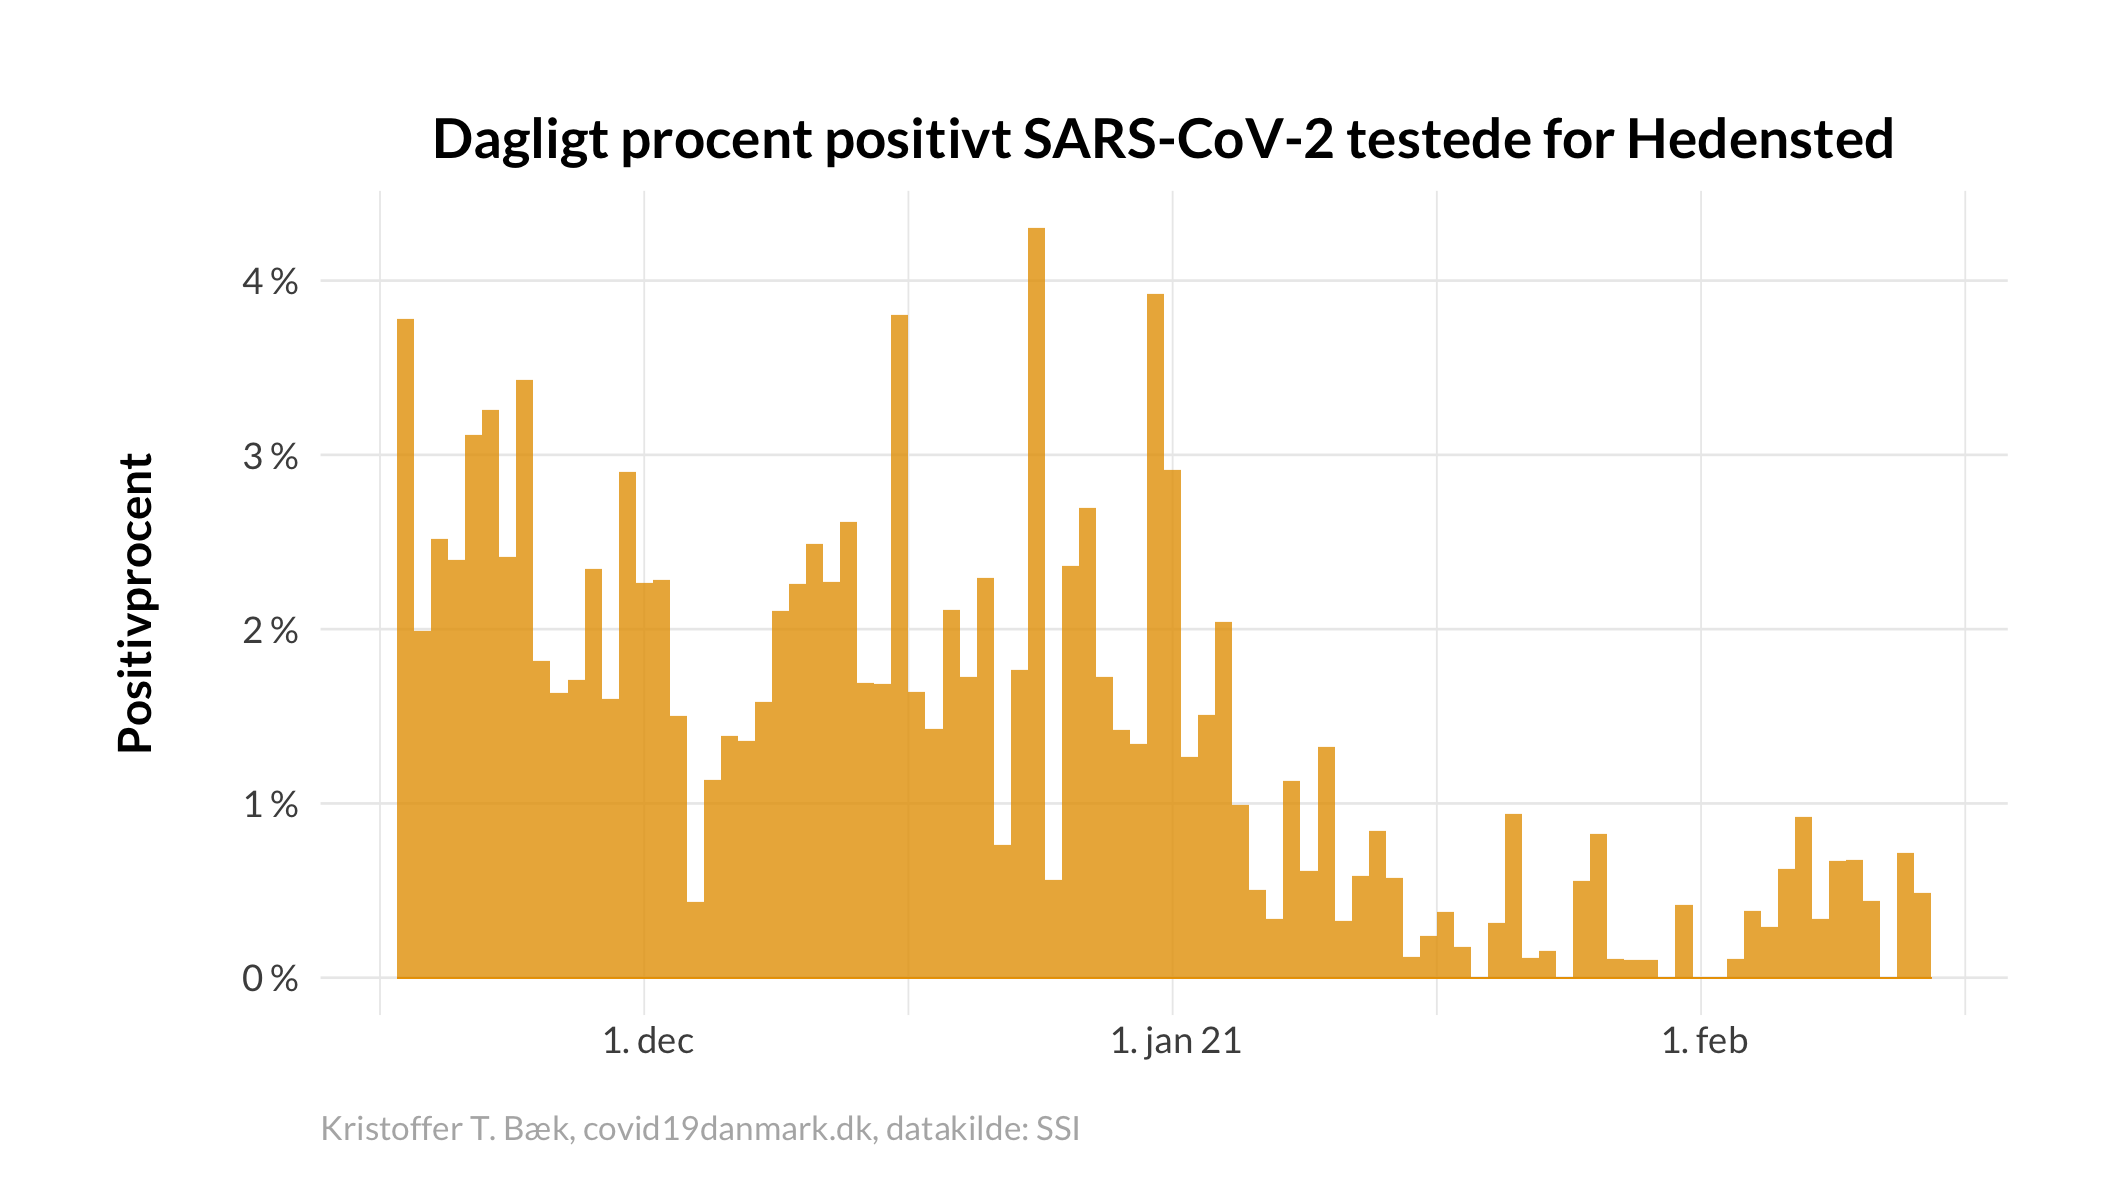 Dagligt procent positivt SARS-CoV-2 testede for Hedensted
Positivprocent
4 %
3 %
2 %
1 %
0 %
1. dec
1. jan 21
1. feb
Kristoffer T. Bæk, covid19danmark.dk, datakilde: SSI